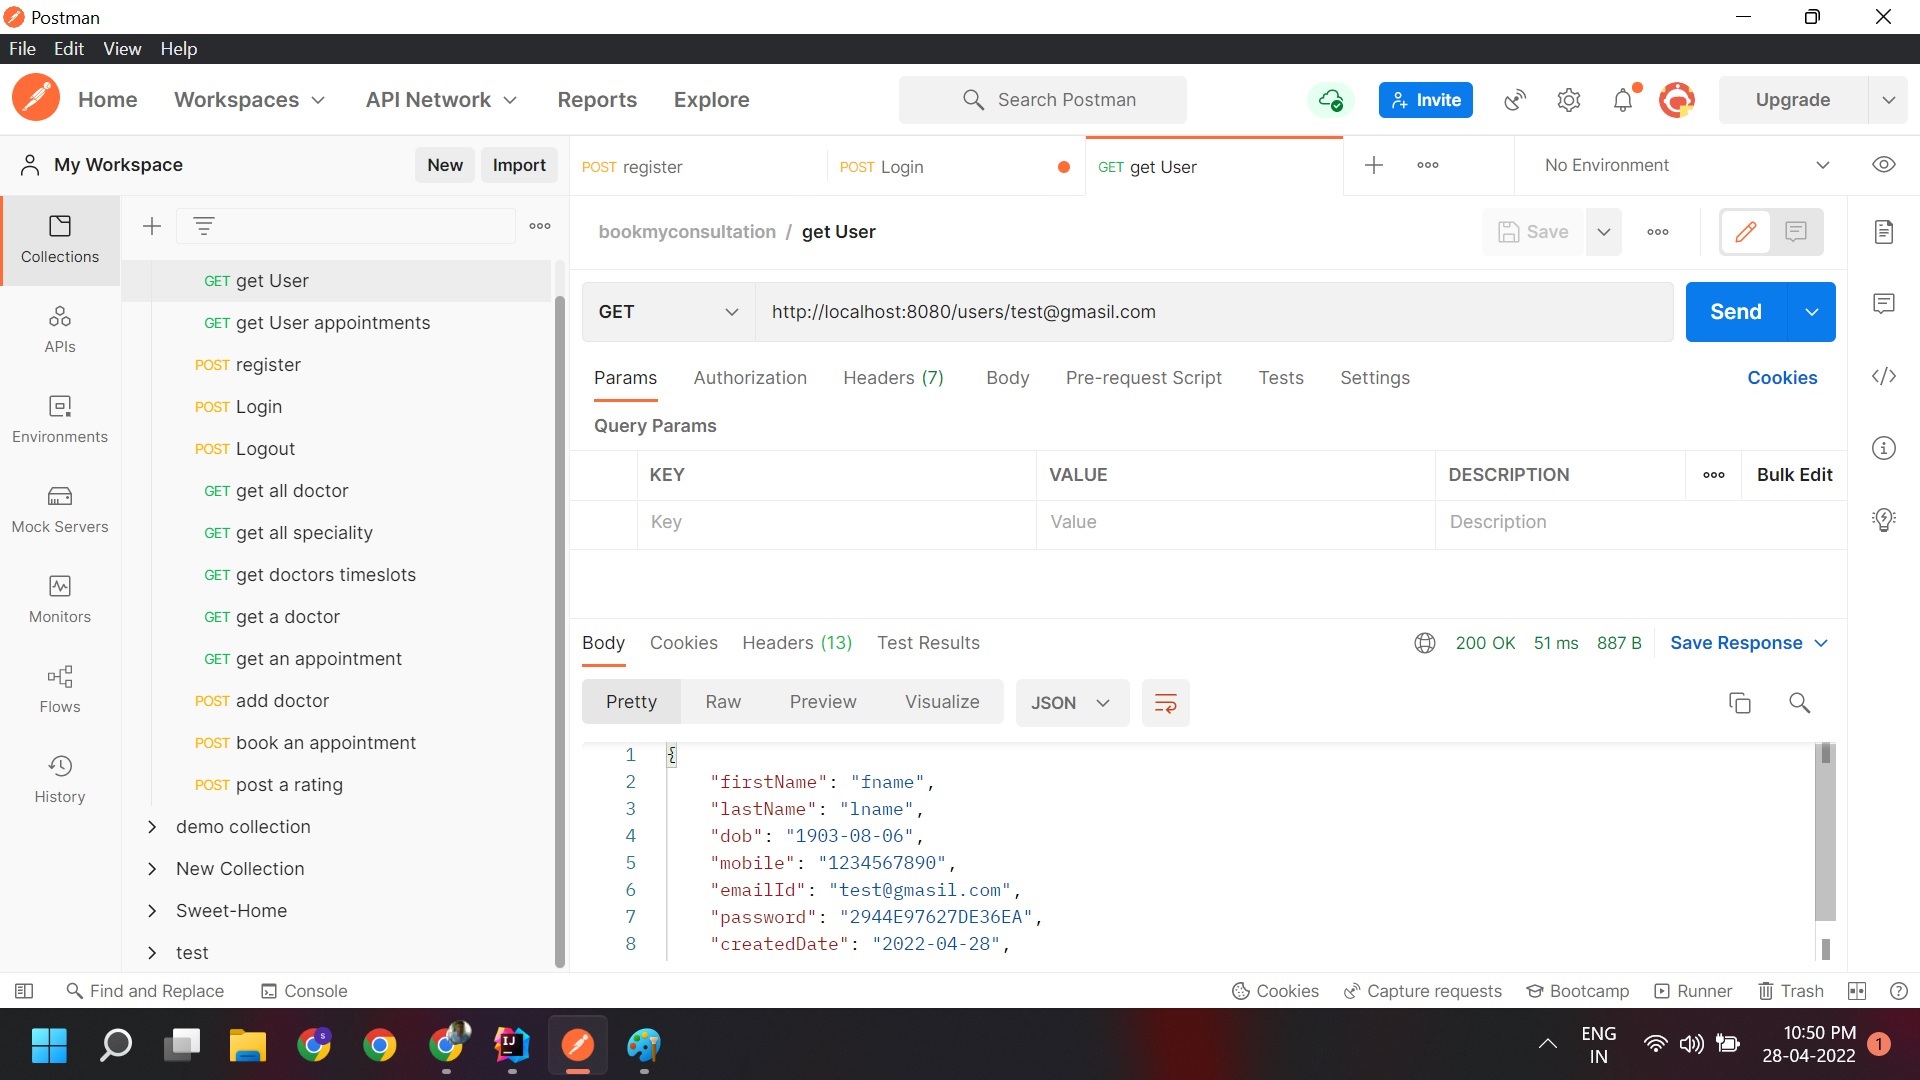 Postman
File Edit View Help
Home Workspaces API Network Reports Explore Search Postman Invite Upgrade
My Workspace New Import POST register POST Login GET get User No Environment
Collections
APIs
Environments
Mock Servers
Monitors
Flows
History
GET get User
GET get User appointments
POST register
POST Login
POST Logout
GET get all doctor
GET get all speciality
GET get doctors timeslots
GET get a doctor
GET get an appointment
POST add doctor
POST book an appointment
POST post a rating
demo collection
New Collection
Sweet-Home
test
bookmyconsultation / get User Save
GET http://localhost:8080/users/test@gmasil.com Send
Params Authorization Headers (7) Body Pre-request Script Tests Settings Cookies
Query Params
KEY VALUE DESCRIPTION Bulk Edit
Key Value Description
Body Cookies Headers (13) Test Results 200 OK 51 ms 887 B Save Response
Pretty Raw Preview Visualize JSON
1 {
2 "firstName": "fname",
3 "lastName": "lname",
4 "dob": "1903-08-06",
5 "mobile": "1234567890",
6 "emailId": "test@gmasil.com",
7 "password": "2944E97627DE36EA",
8 "createdDate": "2022-04-28",
Find and Replace Console Cookies Capture requests Bootcamp Runner Trash
S IJ ENG 10:50 PM 1
IN 28-04-2022